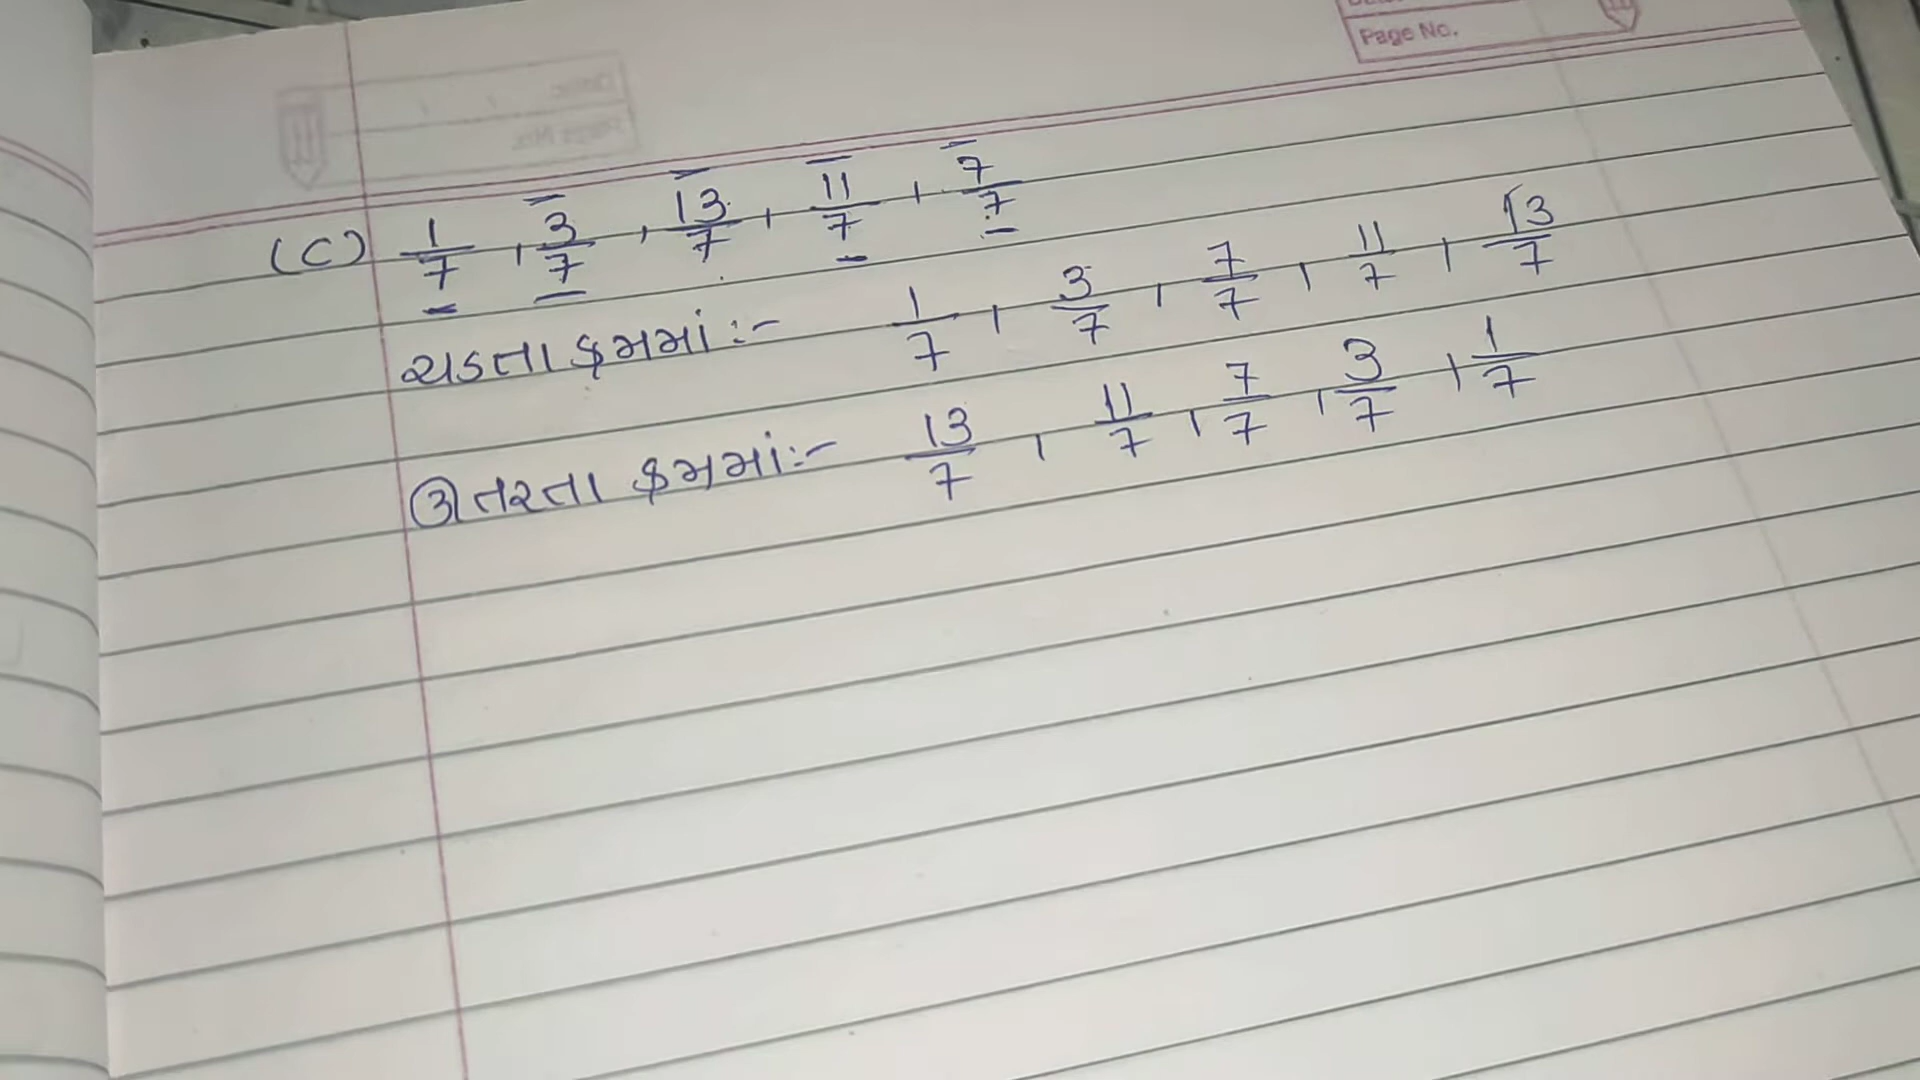 Page No.
(C) 1/7, 3/7, 13/7, 11/7, 7/7
ચડતા ક્રમમાં:- 1/7, 3/7, 7/7, 11/7, 13/7
ઊતરતા ક્રમમાં:- 13/7, 11/7, 7/7, 3/7, 1/7